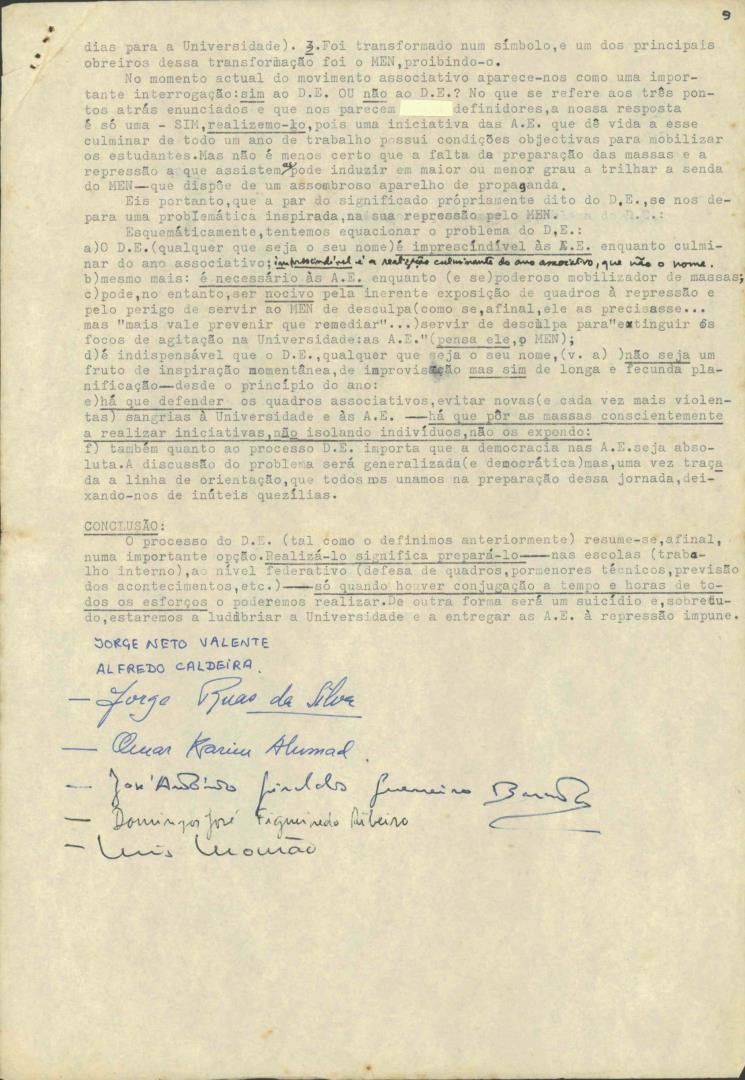 9
dias para a Universidade). 3.Foi transformado num símbolo,e um dos principais
obreiros dessa transformação foi o MEN,proibindo-o.
No momento actual do movimento associativo aparece-nos como uma impor-
tante interrogação:sim ao D.E. OU não ao D.E.? No que se refere aos três pon-
tos atrás enunciados e que nos parecem definidores,a nossa resposta
é só uma - SIM,realizemo-lo,pois uma iniciativa das A.E. que dê vida a esse
culminar de todo um ano de trabalho possui condições objectivas para mobilizar
os estudantes.Mas não é menos certo que a falta de preparação das massas e a
repressão a que assistem as pode induzir em maior ou menor grau a trilhar a senda
do MEN—que dispõe de um assombroso aparelho de propaganda.
Eis portanto,que a par do significado própriamente dito do D.E.,se nos de-
para uma problemática inspirada,na sua repressão pelo MEN.
Esquemáticamente,tentemos equacionar o problema do D.E.:
a)O D.E.(qualquer que seja o seu nome)é imprescindível às A.E. enquanto culmi-
nar do ano associativo; imprescindível é a realização culminante do ano associativo, que não o nome.
b)mesmo mais: é necessário às A.E. enquanto (e se)poderoso mobilizador de massas;
c)pode,no entanto,ser nocivo pela inerente exposição de quadros à repressão e
pelo perigo de servir ao MEN de desculpa(como se,afinal,ele as precisasse...
mas "mais vale prevenir que remediar"...)servir de desculpa para"extinguir os
focos de agitação na Universidade:as A.E."(pensa ele,o MEN);
d)é indispensável que o D.E.,qualquer que seja o seu nome,(v. a) )não seja um
fruto de inspiração momentânea,de improvisação mas sim de longa e fecunda pla-
nificação—desde o princípio do ano:
e)há que defender os quadros associativos,evitar novas(e cada vez mais violen-
tas) sangrias à Universidade e às A.E. —há que pôr as massas conscientemente
a realizar iniciativas,não isolando indivíduos,não os expondo:
f) também quanto ao processo D.E. importa que a democracia nas A.E.seja abso-
luta.A discussão do problema será generalizada(e democrática)mas,uma vez traça
da a linha de orientação,que todos nos unamos na preparação dessa jornada,dei-
xando-nos de inúteis quezílias.
CONCLUSÃO:
O processo do D.E. (tal como o definimos anteriormente) resume-se,afinal,
numa importante opção.Realizá-lo significa prepará-lo——nas escolas (traba-
lho interno),ao nível federativo (defesa de quadros,pormenores técnicos,previsão
dos acontecimentos,etc.)——só quando houver conjugação a tempo e horas de to-
dos os esforços o poderemos realizar.De outra forma será um suicídio e,sobretu-
do,estaremos a ludibriar a Universidade e a entregar as A.E. à repressão impune.
JORGE NETO VALENTE
ALFREDO CALDEIRA.
— Jorge Ruas da Silva
— Omar Karim Ahmad.
— José António Geraldes Guerreiro
— Domingos José Figueiredo Ribeiro
— Luís Mourão